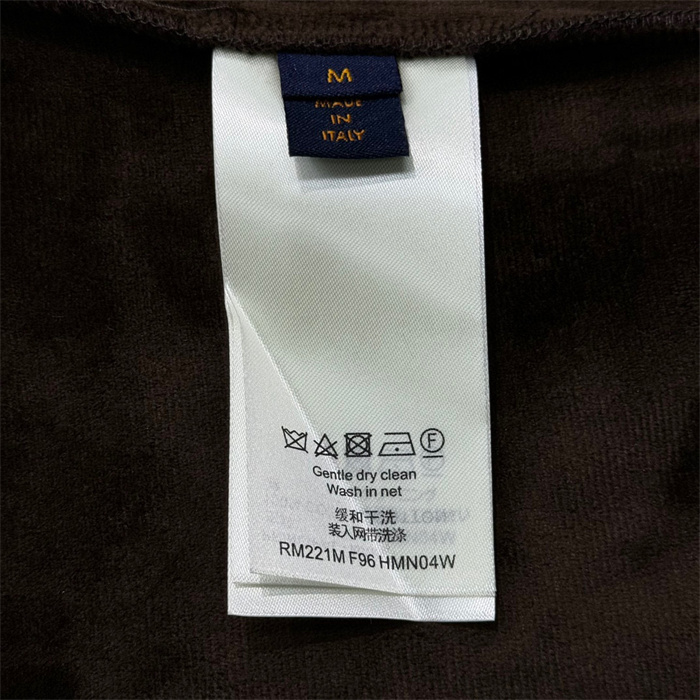 M
MADE
IN
ITALY
F
Gentle dry clean
Wash in net
缓和干洗
装入网带洗涤
RM221M F96 HMN04W